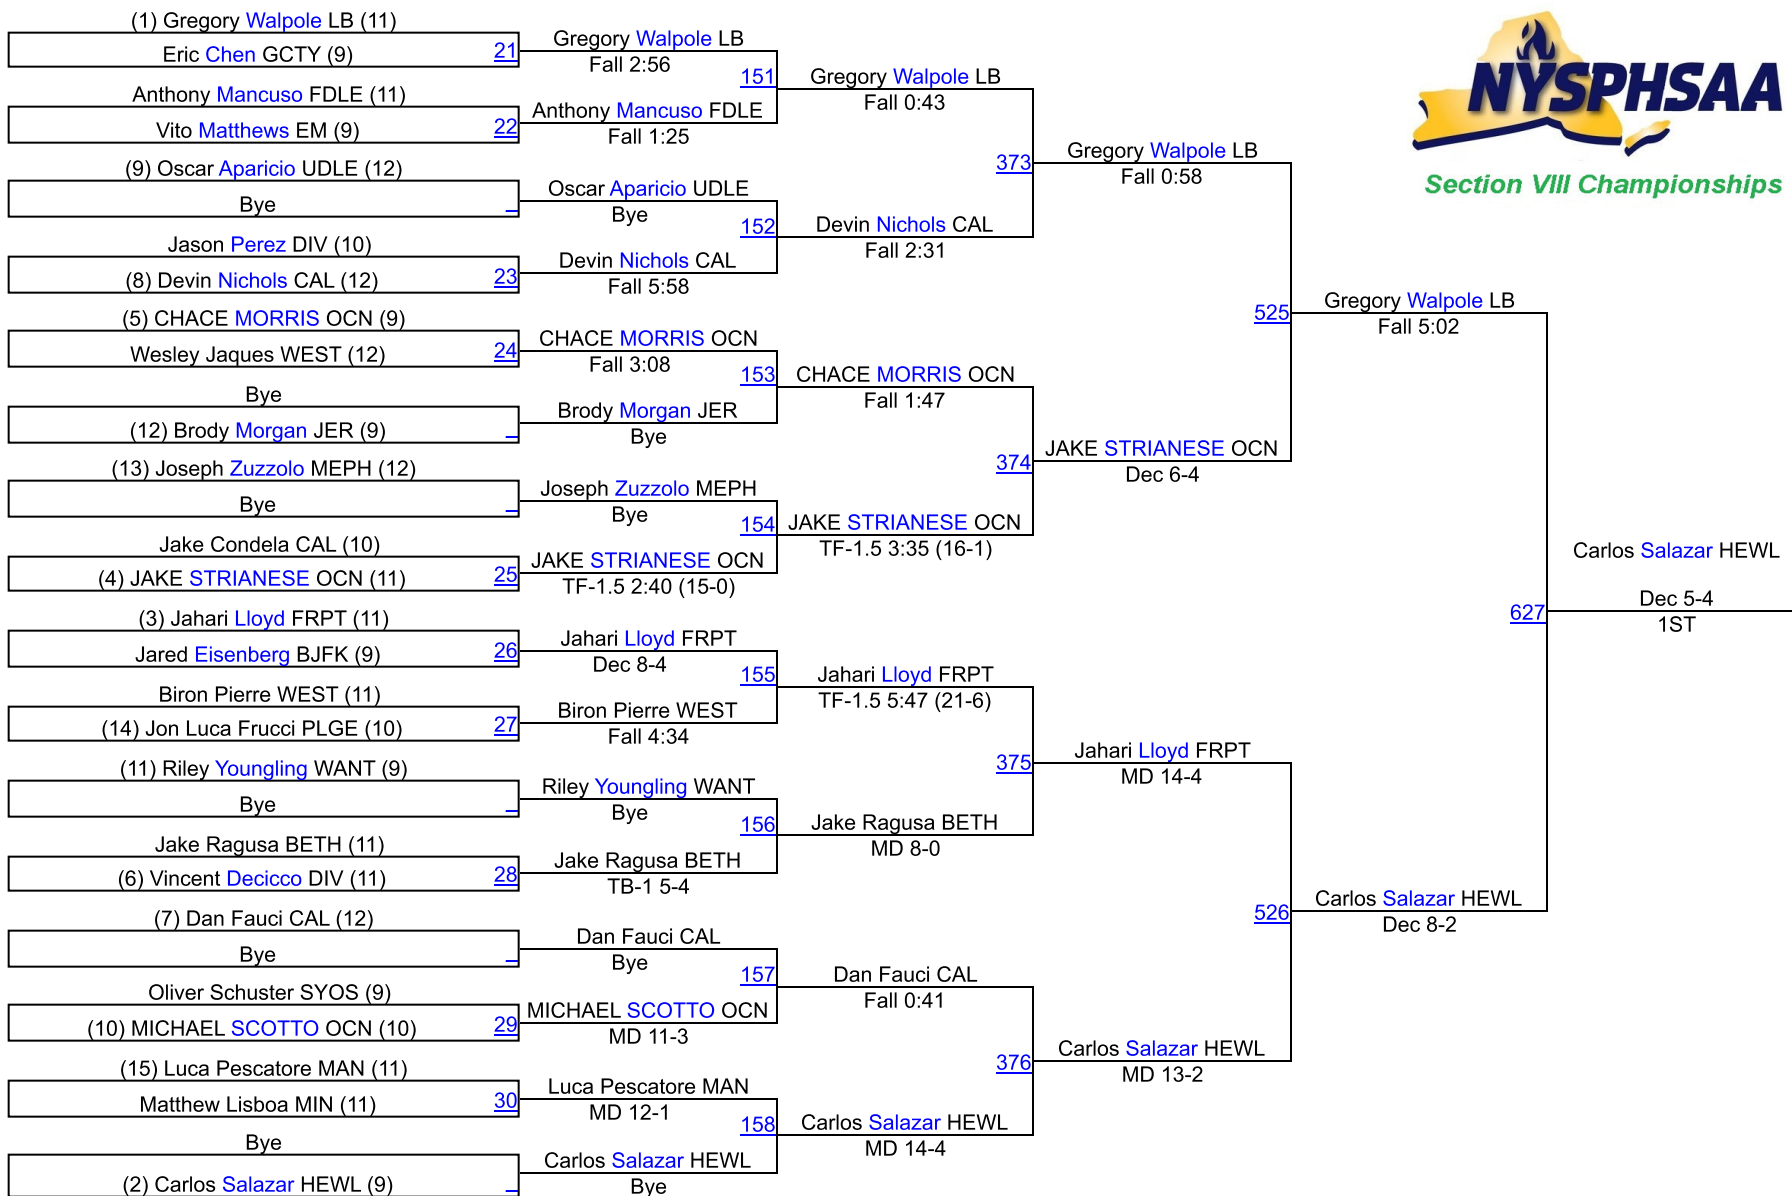 (1) Gregory Walpole LB (11)
Eric Chen GCTY (9)
21
Anthony Mancuso FDLE (11)
Vito Matthews EM (9)
22
(9) Oscar Aparicio UDLE (12)
Bye
Jason Perez DIV (10)
(8) Devin Nichols CAL (12)
23
(5) CHACE MORRIS OCN (9)
Wesley Jaques WEST (12)
24
Bye
(12) Brody Morgan JER (9)
(13) Joseph Zuzzolo MEPH (12)
Bye
Jake Condela CAL (10)
(4) JAKE STRIANESE OCN (11)
25
(3) Jahari Lloyd FRPT (11)
Jared Eisenberg BJFK (9)
26
Biron Pierre WEST (11)
(14) Jon Luca Frucci PLGE (10)
27
(11) Riley Youngling WANT (9)
Bye
Jake Ragusa BETH (11)
(6) Vincent Decicco DIV (11)
28
(7) Dan Fauci CAL (12)
Bye
Oliver Schuster SYOS (9)
(10) MICHAEL SCOTTO OCN (10)
29
(15) Luca Pescatore MAN (11)
Matthew Lisboa MIN (11)
30
Bye
(2) Carlos Salazar HEWL (9)
Gregory Walpole LB
Fall 2:56
151
Anthony Mancuso FDLE
Fall 1:25
Oscar Aparicio UDLE
Bye
152
Devin Nichols CAL
Fall 5:58
CHACE MORRIS OCN
Fall 3:08
153
Brody Morgan JER
Bye
Joseph Zuzzolo MEPH
Bye
154
JAKE STRIANESE OCN
TF-1.5 2:40 (15-0)
Jahari Lloyd FRPT
Dec 8-4
155
Biron Pierre WEST
Fall 4:34
Riley Youngling WANT
Bye
156
Jake Ragusa BETH
TB-1 5-4
Dan Fauci CAL
Bye
157
MICHAEL SCOTTO OCN
MD 11-3
Luca Pescatore MAN
MD 12-1
158
Carlos Salazar HEWL
Bye
Gregory Walpole LB
Fall 0:43
373
Devin Nichols CAL
Fall 2:31
CHACE MORRIS OCN
Fall 1:47
374
JAKE STRIANESE OCN
TF-1.5 3:35 (16-1)
Jahari Lloyd FRPT
TF-1.5 5:47 (21-6)
375
Jake Ragusa BETH
MD 8-0
Dan Fauci CAL
Fall 0:41
376
Carlos Salazar HEWL
MD 14-4
Gregory Walpole LB
Fall 0:58
525
JAKE STRIANESE OCN
Dec 6-4
Jahari Lloyd FRPT
MD 14-4
526
Carlos Salazar HEWL
MD 13-2
Gregory Walpole LB
Fall 5:02
627
Carlos Salazar HEWL
Dec 8-2
Carlos Salazar HEWL
Dec 5-4
1ST
NYSPHSAA
Section VIII Championships